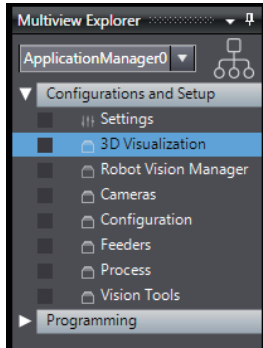 Multiview Explorer
ApplicationManager0
Configurations and Setup
Settings
3D Visualization
Robot Vision Manager
Cameras
Configuration
Feeders
Process
Vision Tools
Programming